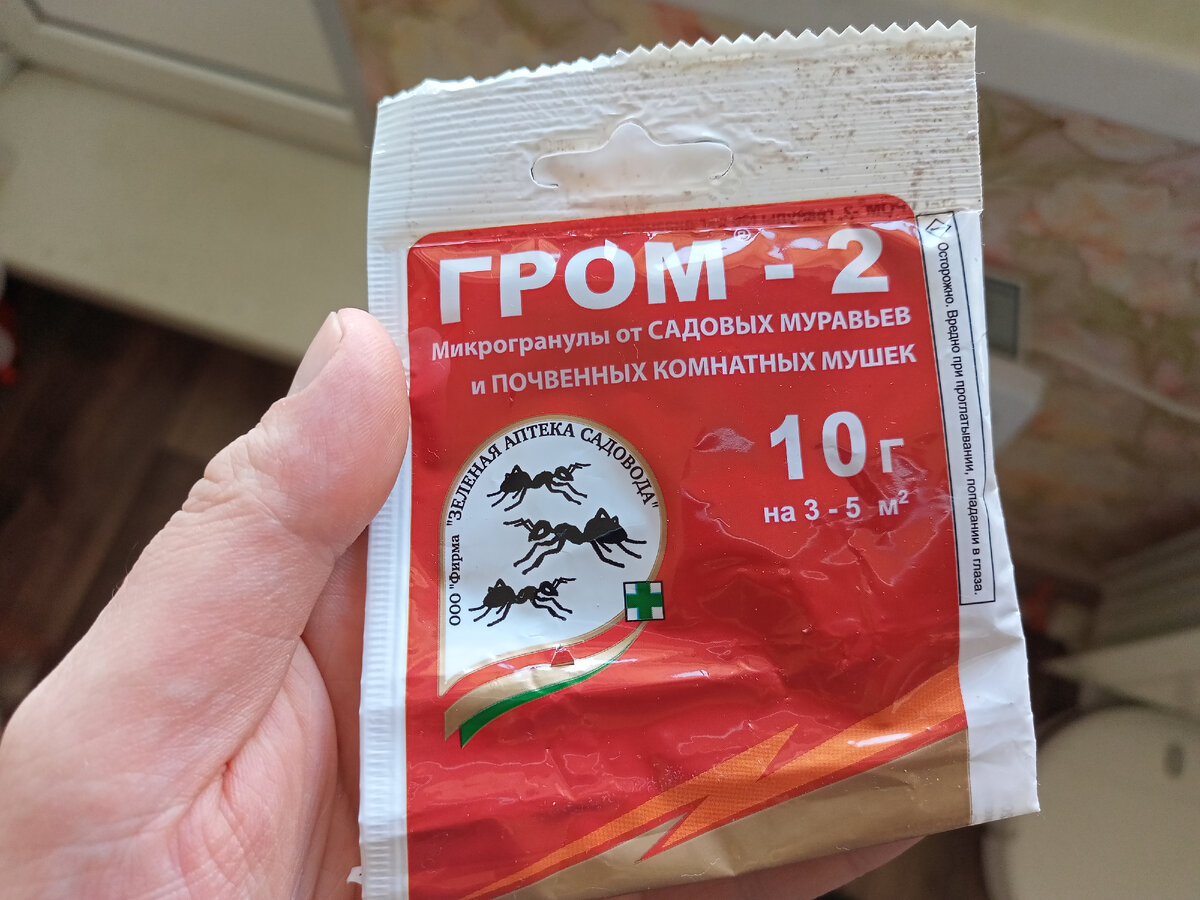 ГРОМ® - 2
Микрогранулы от САДОВЫХ МУРАВЬЕВ
и ПОЧВЕННЫХ КОМНАТНЫХ МУШЕК
10 г
на 3 - 5 м²
ООО "Фирма "ЗЕЛЕНАЯ АПТЕКА САДОВОДА"
Осторожно. Вредно при проглатывании, попадании в глаза.